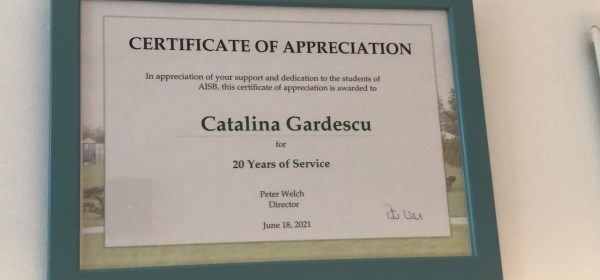 CERTIFICATE OF APPRECIATION
In appreciation of your support and dedication to the students of
AISB, this certificate of appreciation is awarded to
Catalina Gardescu
for
20 Years of Service
Peter Welch
Director
June 18, 2021